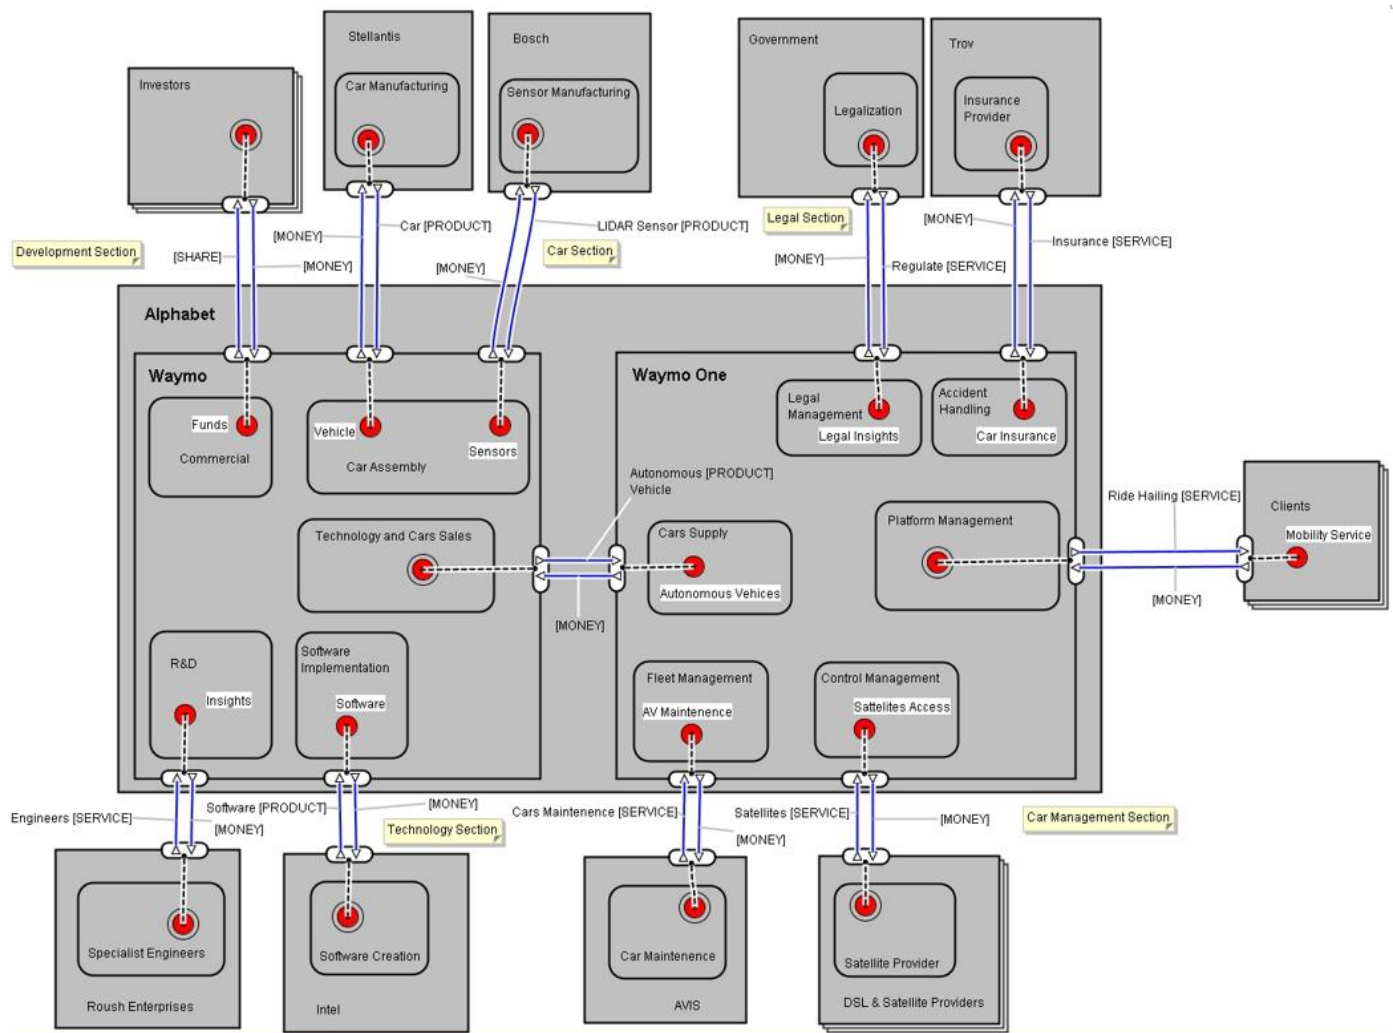 Investors
Stellantis
Car Manufacturing
Bosch
Sensor Manufacturing
Government
Legalization
Trov
Insurance
Provider
Development Section
[SHARE]
[MONEY]
[MONEY]
Car [PRODUCT]
[MONEY]
LIDAR Sensor [PRODUCT]
Car Section
Legal Section
[MONEY]
Regulate [SERVICE]
[MONEY]
Insurance [SERVICE]
Alphabet
Waymo
Funds
Commercial
Vehicle
Sensors
Car Assembly
Technology and Cars Sales
R&D
Insights
Software
Implementation
Software
Autonomous [PRODUCT]
Vehicle
[MONEY]
Waymo One
Legal
Management
Legal Insights
Accident
Handling
Car Insurance
Cars Supply
Autonomous Vehices
Platform Management
Fleet Management
AV Maintenence
Control Management
Sattelites Access
Ride Hailing [SERVICE]
[MONEY]
Clients
Mobility Service
Engineers [SERVICE]
[MONEY]
Software [PRODUCT]
[MONEY]
Technology Section
Cars Maintenence [SERVICE]
[MONEY]
Satellites [SERVICE]
[MONEY]
Car Management Section
Specialist Engineers
Roush Enterprises
Software Creation
Intel
Car Maintenence
AVIS
Satellite Provider
DSL & Satellite Providers